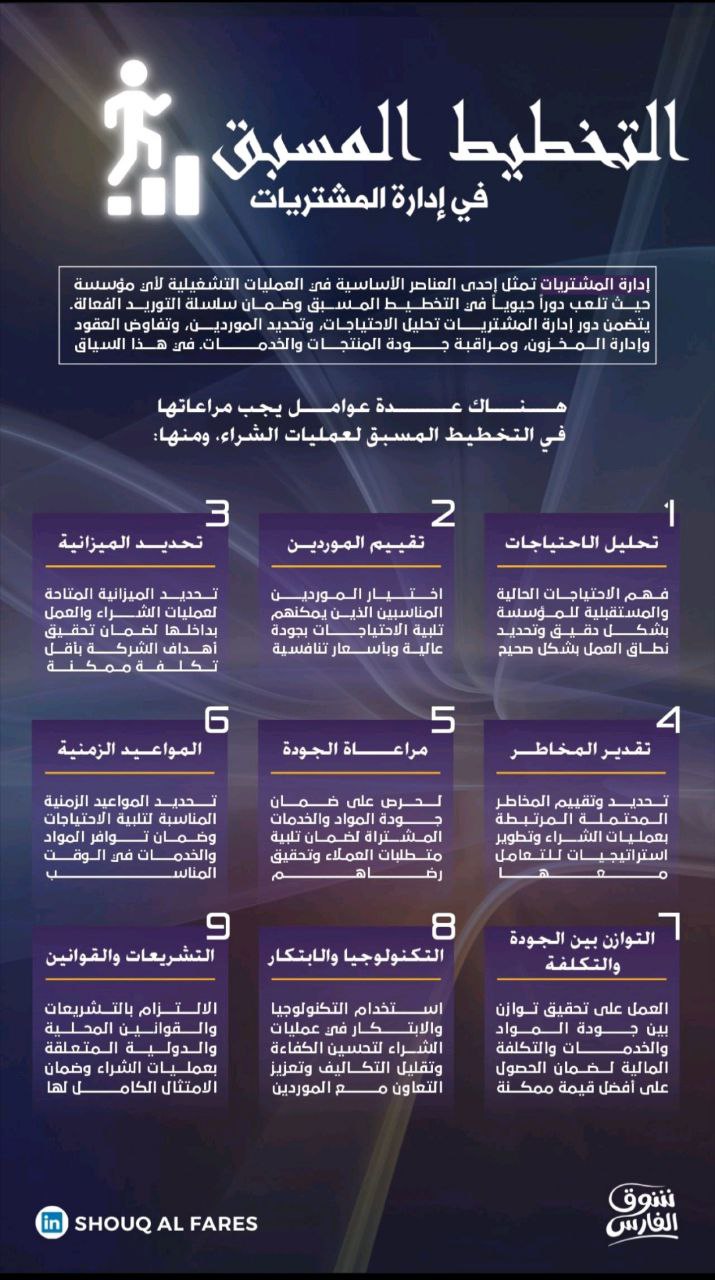 التخطيط المسبق
في إدارة المشتريات
إدارة المشتريات تمثل إحدى العناصر الأساسية في العمليات التشغيلية لأي مؤسسة
حيث تلعب دوراً حيوياً في التخطيط المسبق وضمان سلسلة التوريد الفعالة.
يتضمن دور إدارة المشتريات تحليل الاحتياجات، وتحديد الموردين، وتفاوض العقود
وإدارة المخزون، ومراقبة جودة المنتجات والخدمات. في هذا السياق
هناك عدة عوامل يجب مراعاتها
في التخطيط المسبق لعمليات الشراء، ومنها:
1
تحليل الاحتياجات
فهم الاحتياجات الحالية
والمستقبلية للمؤسسة
بشكل دقيق وتحديد
نطاق العمل بشكل صحيح
2
تقييم الموردين
اختيار الموردين
المناسبين الذين يمكنهم
تلبية الاحتياجات بجودة
عالية وبأسعار تنافسية
3
تحديد الميزانية
تحديد الميزانية المتاحة
لعمليات الشراء والعمل
بداخلها لضمان تحقيق
أهداف الشركة بأقل
تكلفة ممكنة
4
تقدير المخاطر
تحديد وتقييم المخاطر
المحتملة المرتبطة
بعمليات الشراء وتطوير
استراتيجيات للتعامل
معها
5
مراعاة الجودة
لحرص على ضمان
جودة المواد والخدمات
المشتراة لضمان تلبية
متطلبات العملاء وتحقيق
رضاهم
6
المواعيد الزمنية
تحديد المواعيد الزمنية
المناسبة لتلبية الاحتياجات
وضمان توافر المواد
والخدمات في الوقت
المناسب
7
التوازن بين الجودة
والتكلفة
العمل على تحقيق توازن
بين جودة المواد
والخدمات والتكلفة
المالية لضمان الحصول
على أفضل قيمة ممكنة
8
التكنولوجيا والابتكار
استخدام التكنولوجيا
والابتكار في عمليات
الشراء لتحسين الكفاءة
وتقليل التكاليف وتعزيز
التعاون مع الموردين
9
التشريعات والقوانين
الالتزام بالتشريعات
والقوانين المحلية
والدولية المتعلقة
بعمليات الشراء وضمان
الامتثال الكامل لها
in SHOUQ AL FARES
شوق
الفارس